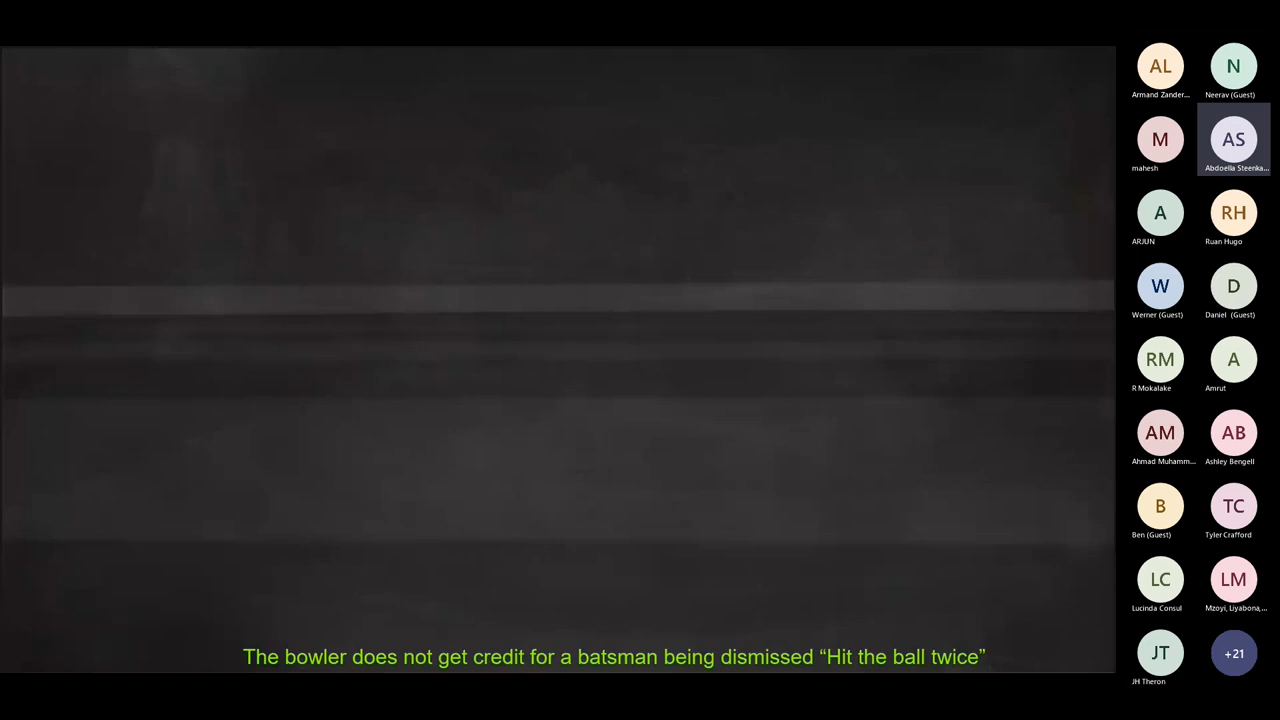 AL
Armand Zander...
N
Neerav (Guest)
M
mahesh
AS
Abdoella Steenka...
A
ARJUN
RH
Ruan Hugo
W
Werner (Guest)
D
Daniel (Guest)
RM
R Mokalake
A
Amrut
AM
Ahmad Muhamm...
AB
Ashley Bengell
B
Ben (Guest)
TC
Tyler Crafford
LC
Lucinda Consul
LM
Mzoyi, Liyabona,...
JT
JH Theron
+21
The bowler does not get credit for a batsman being dismissed “Hit the ball twice”